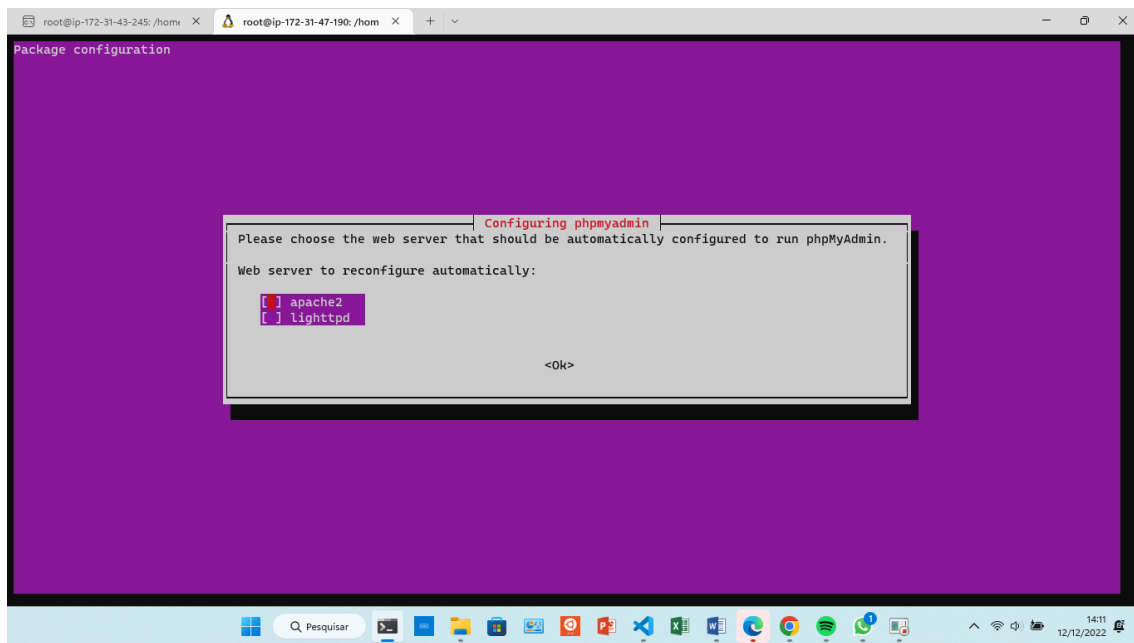 root@ip-172-31-43-245: /home
root@ip-172-31-47-190: /hom
Package configuration
Configuring phpmyadmin
Please choose the web server that should be automatically configured to run phpMyAdmin.
Web server to reconfigure automatically:
[ ] apache2
[ ] lighttpd
<Ok>
Pesquisar
1
14:11
12/12/2022